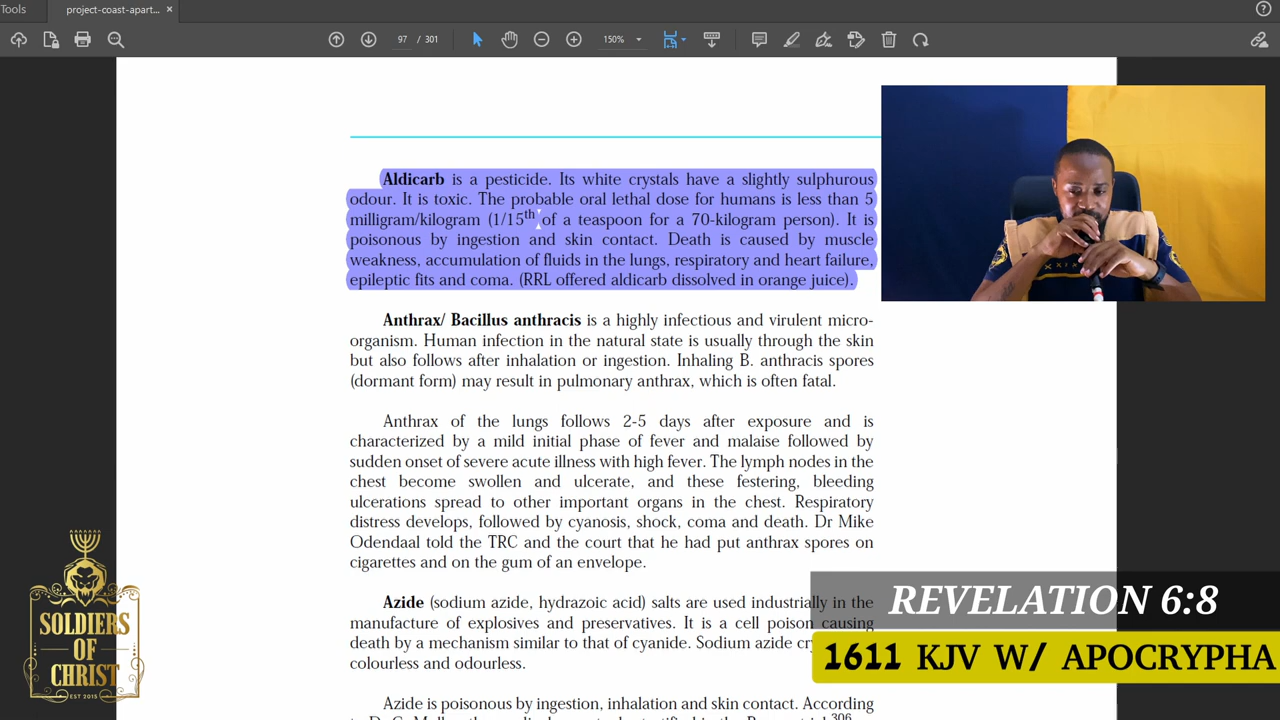 Tools
project-coast-apart... ×
97 / 301
150%
Aldicarb is a pesticide. Its white crystals have a slightly sulphurous
odour. It is toxic. The probable oral lethal dose for humans is less than 5
milligram/kilogram (1/15th of a teaspoon for a 70-kilogram person). It is
poisonous by ingestion and skin contact. Death is caused by muscle
weakness, accumulation of fluids in the lungs, respiratory and heart failure,
epileptic fits and coma. (RRL offered aldicarb dissolved in orange juice).
Anthrax/ Bacillus anthracis is a highly infectious and virulent micro-
organism. Human infection in the natural state is usually through the skin
but also follows after inhalation or ingestion. Inhaling B. anthracis spores
(dormant form) may result in pulmonary anthrax, which is often fatal.
Anthrax of the lungs follows 2-5 days after exposure and is
characterized by a mild initial phase of fever and malaise followed by
sudden onset of severe acute illness with high fever. The lymph nodes in the
chest become swollen and ulcerate, and these festering, bleeding
ulcerations spread to other important organs in the chest. Respiratory
distress develops, followed by cyanosis, shock, coma and death. Dr Mike
Odendaal told the TRC and the court that he had put anthrax spores on
cigarettes and on the gum of an envelope.
Azide (sodium azide, hydrazoic acid) salts are used industrially in the
manufacture of explosives and preservatives. It is a cell poison causing
death by a mechanism similar to that of cyanide. Sodium azide
colourless and odourless.
Azide is poisonous by ingestion, inhalation and skin contact. According
306
REVELATION 6:8
1611 KJV W/ APOCRYPHA
SOLDIERS
OF
CHRIST
EST 2015